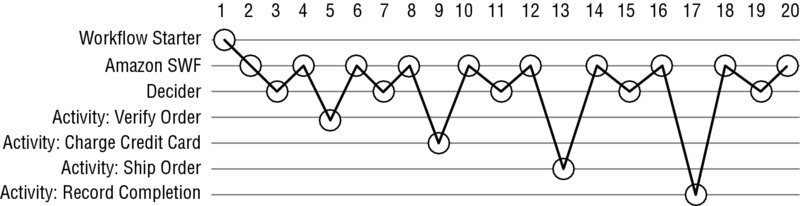 1 2 3 4 5 6 7 8 9 10 11 12 13 14 15 16 17 18 19 20
Workflow Starter
Amazon SWF
Decider
Activity: Verify Order
Activity: Charge Credit Card
Activity: Ship Order
Activity: Record Completion